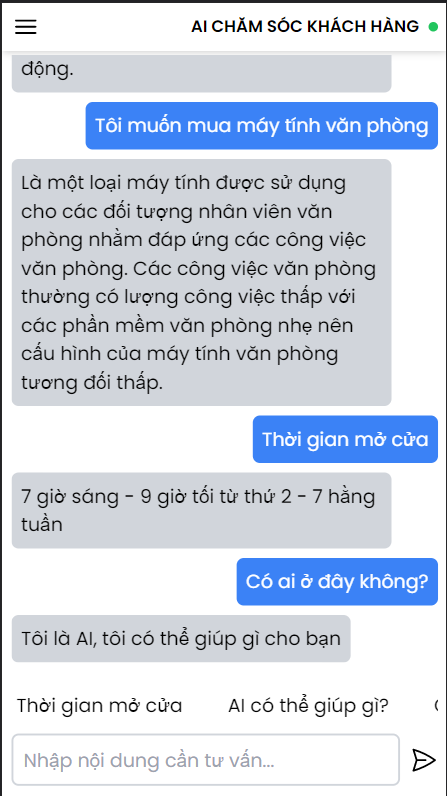 AI CHĂM SÓC KHÁCH HÀNG
động.
Tôi muốn mua máy tính văn phòng
Là một loại máy tính được sử dụng
cho các đối tượng nhân viên văn
phòng nhằm đáp ứng các công việc
văn phòng. Các công việc văn phòng
thường có lượng công việc thấp với
các phần mềm văn phòng nhẹ nên
cấu hình của máy tính văn phòng
tương đối thấp.
Thời gian mở cửa
7 giờ sáng - 9 giờ tối từ thứ 2 - 7 hằng
tuần
Có ai ở đây không?
Tôi là AI, tôi có thể giúp gì cho bạn
Thời gian mở cửa AI có thể giúp gì?
Nhập nội dung cần tư vấn...